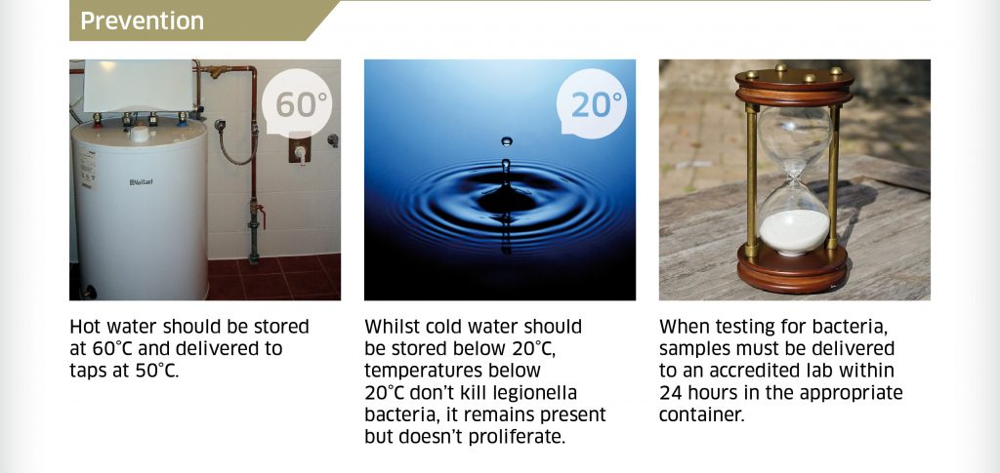 Prevention
60°
Vaillant
20°
Hot water should be stored
at 60°C and delivered to
taps at 50°C.
Whilst cold water should
be stored below 20°C,
temperatures below
20°C don’t kill legionella
bacteria, it remains present
but doesn’t proliferate.
When testing for bacteria,
samples must be delivered
to an accredited lab within
24 hours in the appropriate
container.